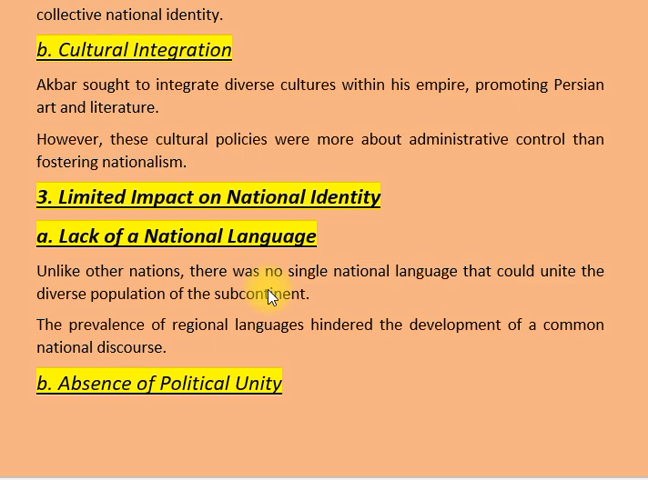 collective national identity.
b. Cultural Integration
Akbar sought to integrate diverse cultures within his empire, promoting Persian
art and literature.
However, these cultural policies were more about administrative control than
fostering nationalism.
3. Limited Impact on National Identity
a. Lack of a National Language
Unlike other nations, there was no single national language that could unite the
diverse population of the subcontinent.
The prevalence of regional languages hindered the development of a common
national discourse.
b. Absence of Political Unity